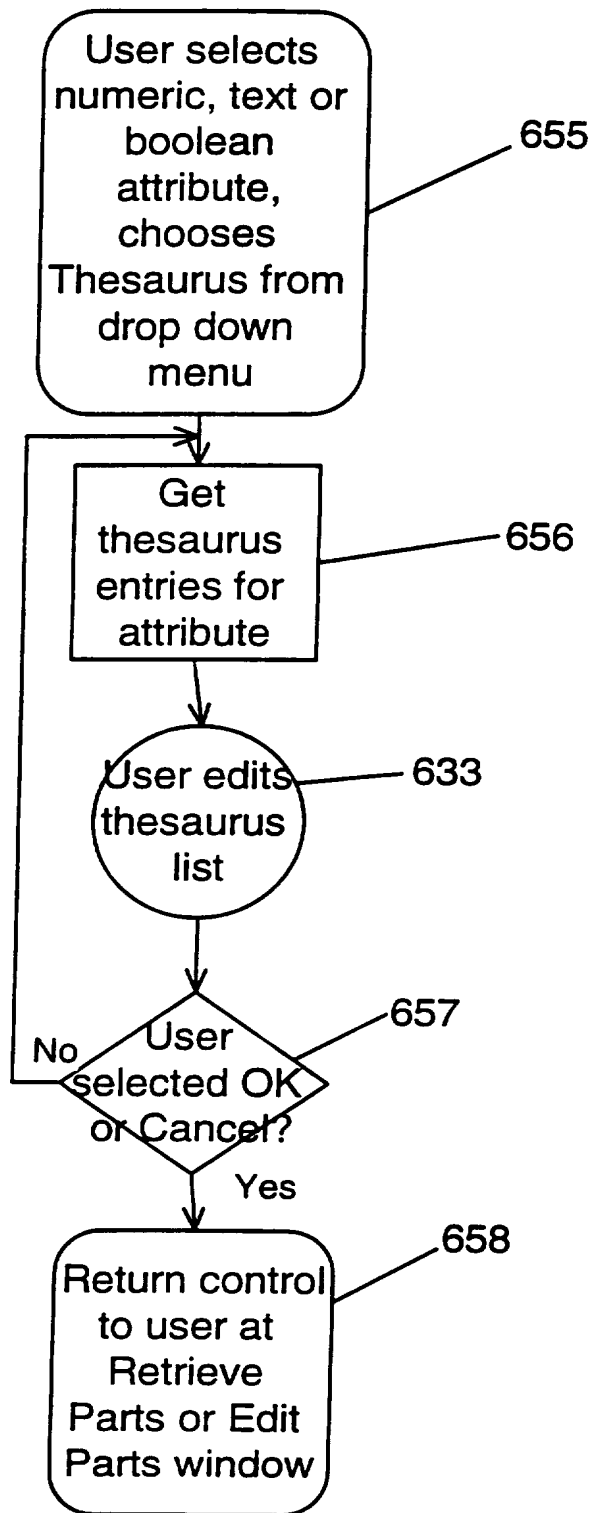 User selects
numeric, text or
boolean
attribute,
chooses
Thesaurus from
drop down
menu
655
Get
thesaurus
entries for
attribute
656
User edits
thesaurus
list
633
No
User
selected OK
or Cancel?
657
Yes
Return control
to user at
Retrieve
Parts or Edit
Parts window
658